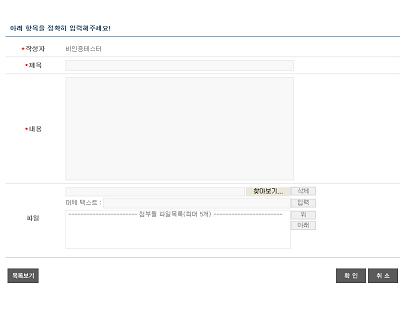 아래 항목을 정확히 입력해주세요!
•작성자 비인증테스터
•제목
•내용
찾아보기... 삭제
대체 텍스트 : 입력
파일
------------------------ 첨부될 파일목록(최대 5개) ------------------------ 위
아래
목록보기 확 인 취 소